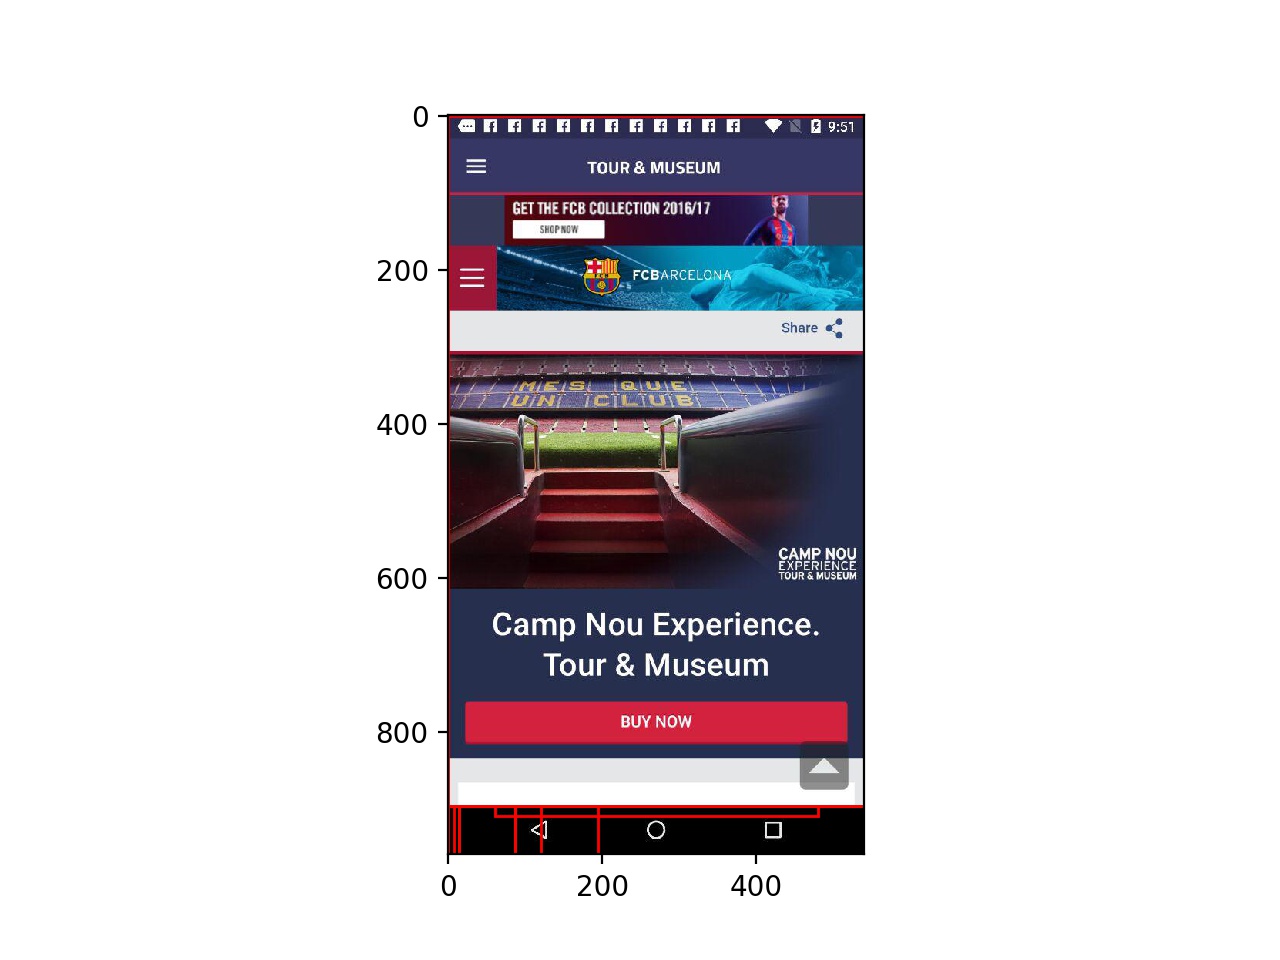 0
9:51
TOUR & MUSEUM
GET THE FCB COLLECTION 2016/17
SHOP NOW
200
FCBARCELONA
Share
MES QUE
UN CLUB
400
CAMP NOU
EXPERIENCE
TOUR & MUSEUM
600
Camp Nou Experience.
Tour & Museum
BUY NOW
800
0 200 400